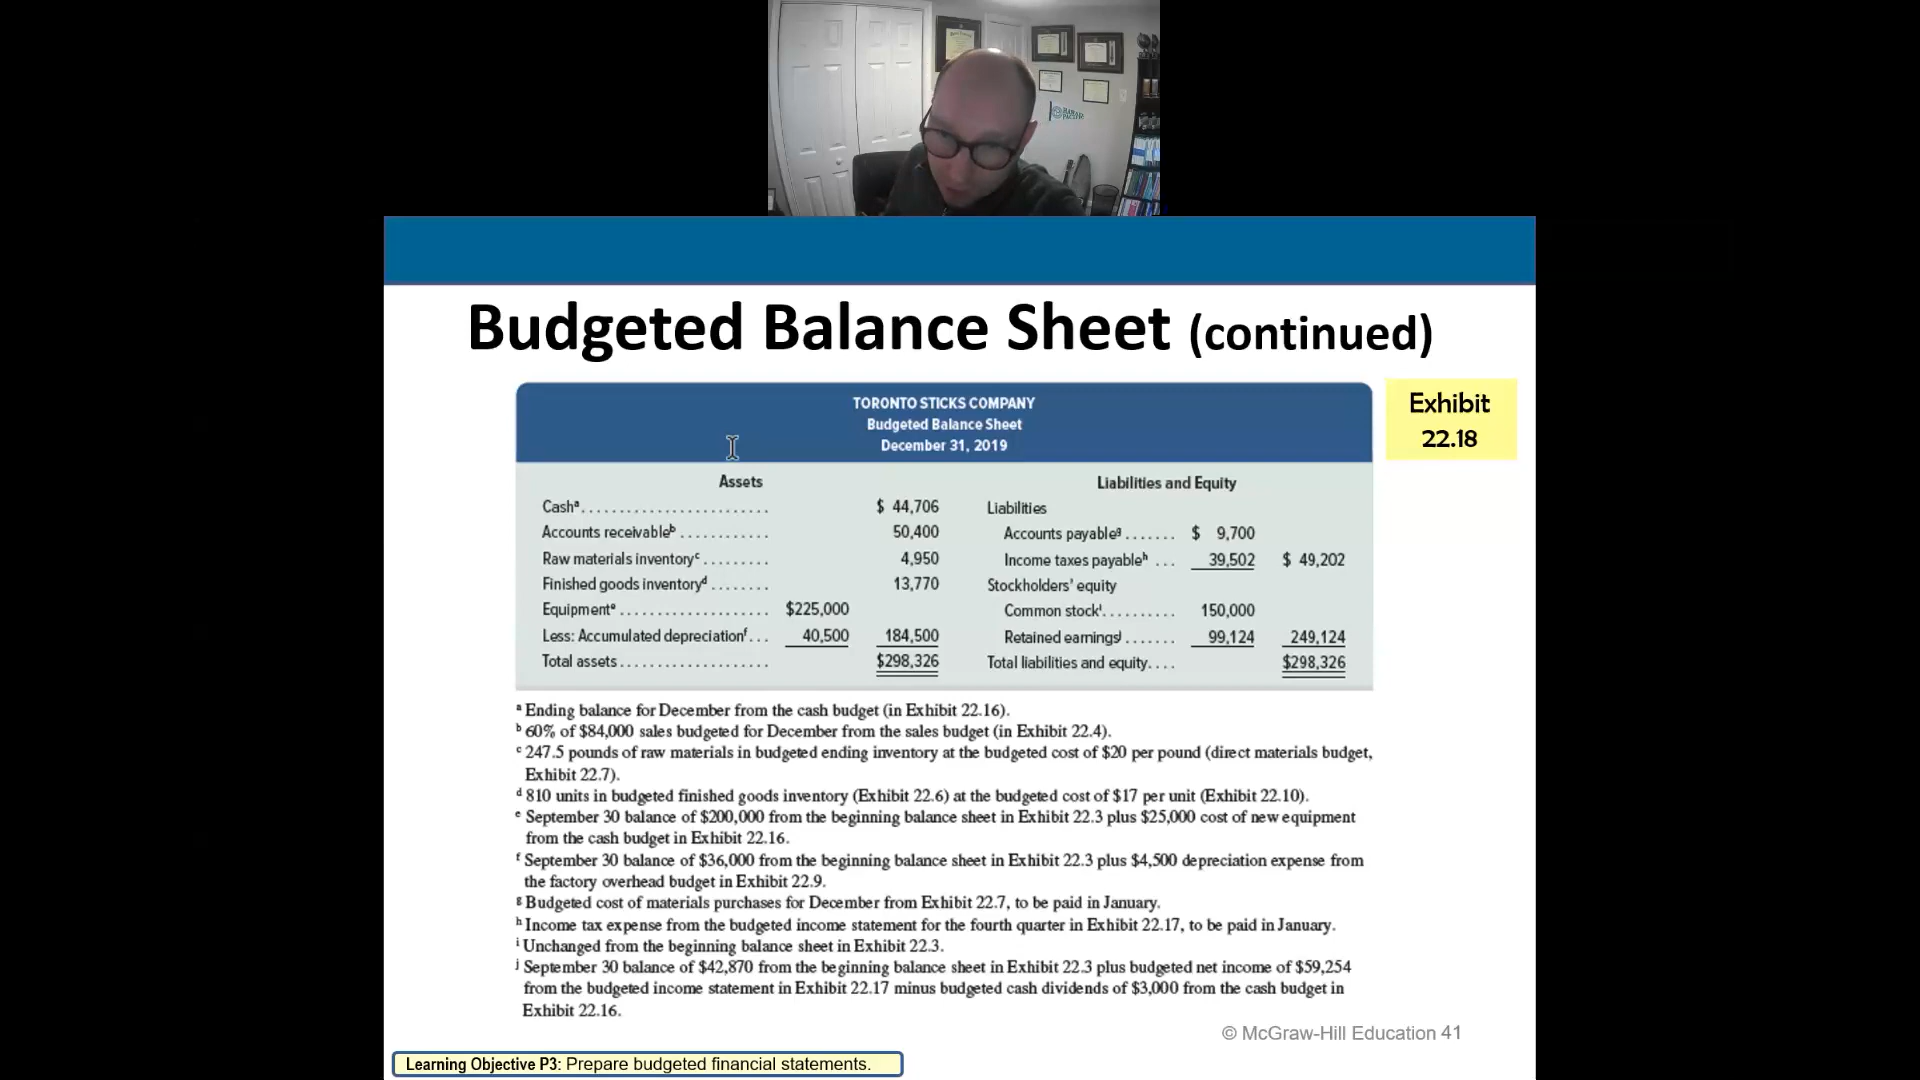 Budgeted Balance Sheet (continued)
Exhibit
22.18
TORONTO STICKS COMPANY
Budgeted Balance Sheet
December 31, 2019
Assets
Cashᵃ........................ $ 44,706
Accounts receivableᵇ............ 50,400
Raw materials inventoryᶜ......... 4,950
Finished goods inventoryᵈ........ 13,770
Equipmentᵉ................... $225,000
Less: Accumulated depreciationᶠ... 40,500 184,500
Total assets.................... $298,326
Liabilities and Equity
Liabilities
Accounts payableᵍ....... $ 9,700
Income taxes payableʰ ... 39,502 $ 49,202
Stockholders' equity
Common stockⁱ.......... 150,000
Retained earningsʲ....... 99,124 249,124
Total liabilities and equity.... $298,326
ᵃ Ending balance for December from the cash budget (in Exhibit 22.16).
ᵇ 60% of $84,000 sales budgeted for December from the sales budget (in Exhibit 22.4).
ᶜ 247.5 pounds of raw materials in budgeted ending inventory at the budgeted cost of $20 per pound (direct materials budget,
Exhibit 22.7).
ᵈ 810 units in budgeted finished goods inventory (Exhibit 22.6) at the budgeted cost of $17 per unit (Exhibit 22.10).
ᵉ September 30 balance of $200,000 from the beginning balance sheet in Exhibit 22.3 plus $25,000 cost of new equipment
from the cash budget in Exhibit 22.16.
ᶠ September 30 balance of $36,000 from the beginning balance sheet in Exhibit 22.3 plus $4,500 depreciation expense from
the factory overhead budget in Exhibit 22.9.
ᵍ Budgeted cost of materials purchases for December from Exhibit 22.7, to be paid in January.
ʰ Income tax expense from the budgeted income statement for the fourth quarter in Exhibit 22.17, to be paid in January.
ⁱ Unchanged from the beginning balance sheet in Exhibit 22.3.
ʲ September 30 balance of $42,870 from the beginning balance sheet in Exhibit 22.3 plus budgeted net income of $59,254
from the budgeted income statement in Exhibit 22.17 minus budgeted cash dividends of $3,000 from the cash budget in
Exhibit 22.16.
© McGraw-Hill Education 41
Learning Objective P3: Prepare budgeted financial statements.